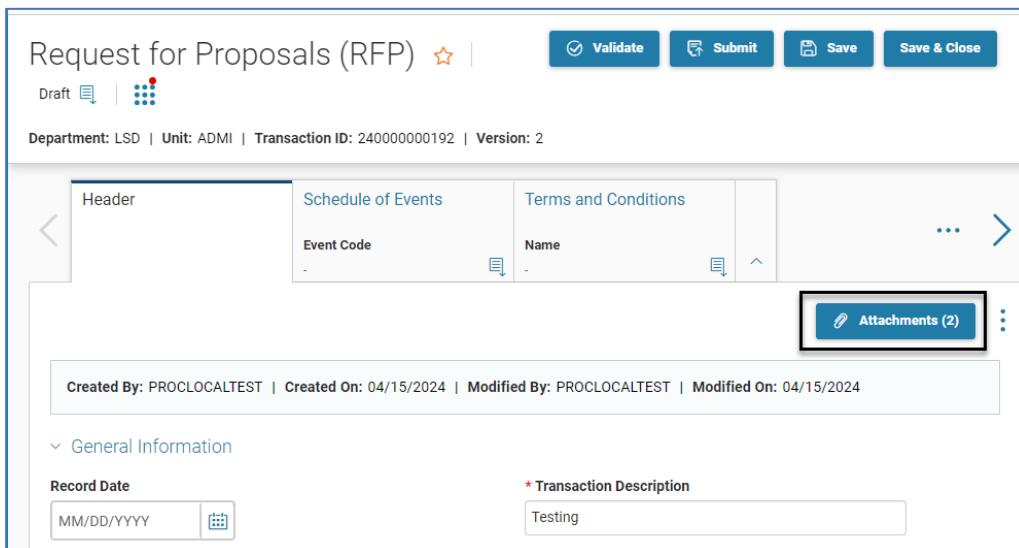 Request for Proposals (RFP)
Validate
Submit
Save
Save & Close
Draft
Department: LSD | Unit: ADMI | Transaction ID: 240000000192 | Version: 2
Header
Schedule of Events
Terms and Conditions
Event Code
Name
-
-
Attachments (2)
Created By: PROCLOCALTEST | Created On: 04/15/2024 | Modified By: PROCLOCALTEST | Modified On: 04/15/2024
General Information
Record Date
* Transaction Description
MM/DD/YYYY
Testing